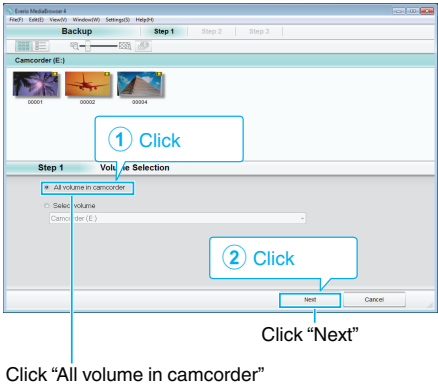 Everio MediaBrowser 4
File(F) Edit(E) View(V) Window(W) Settings(S) Help(H)
Backup Step 1 Step 2 Step 3
Camcorder (E:)
00001 00002 00004
1 Click
Step 1 Volume Selection
All volume in camcorder
Select volume
Camcorder (E:)
2 Click
Next Cancel
Click “Next”
Click “All volume in camcorder”